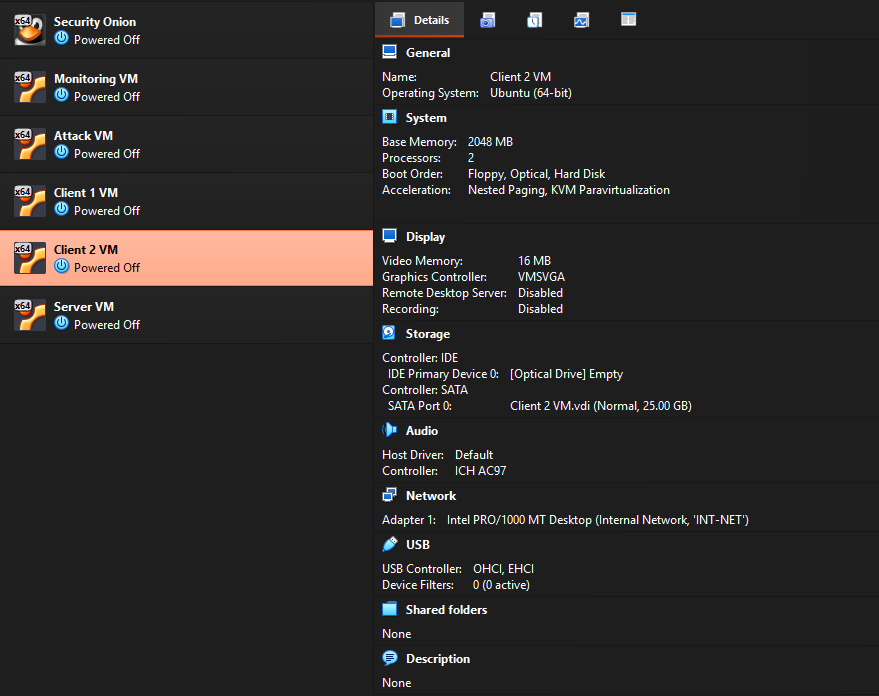 x64 Security Onion
Powered Off
x64 Monitoring VM
Powered Off
x64 Attack VM
Powered Off
x64 Client 1 VM
Powered Off
x64 Client 2 VM
Powered Off
x64 Server VM
Powered Off
Details
General
Name: Client 2 VM
Operating System: Ubuntu (64-bit)
System
Base Memory: 2048 MB
Processors: 2
Boot Order: Floppy, Optical, Hard Disk
Acceleration: Nested Paging, KVM Paravirtualization
Display
Video Memory: 16 MB
Graphics Controller: VMSVGA
Remote Desktop Server: Disabled
Recording: Disabled
Storage
Controller: IDE
IDE Primary Device 0: [Optical Drive] Empty
Controller: SATA
SATA Port 0: Client 2 VM.vdi (Normal, 25.00 GB)
Audio
Host Driver: Default
Controller: ICH AC97
Network
Adapter 1: Intel PRO/1000 MT Desktop (Internal Network, 'INT-NET')
USB
USB Controller: OHCI, EHCI
Device Filters: 0 (0 active)
Shared folders
None
Description
None